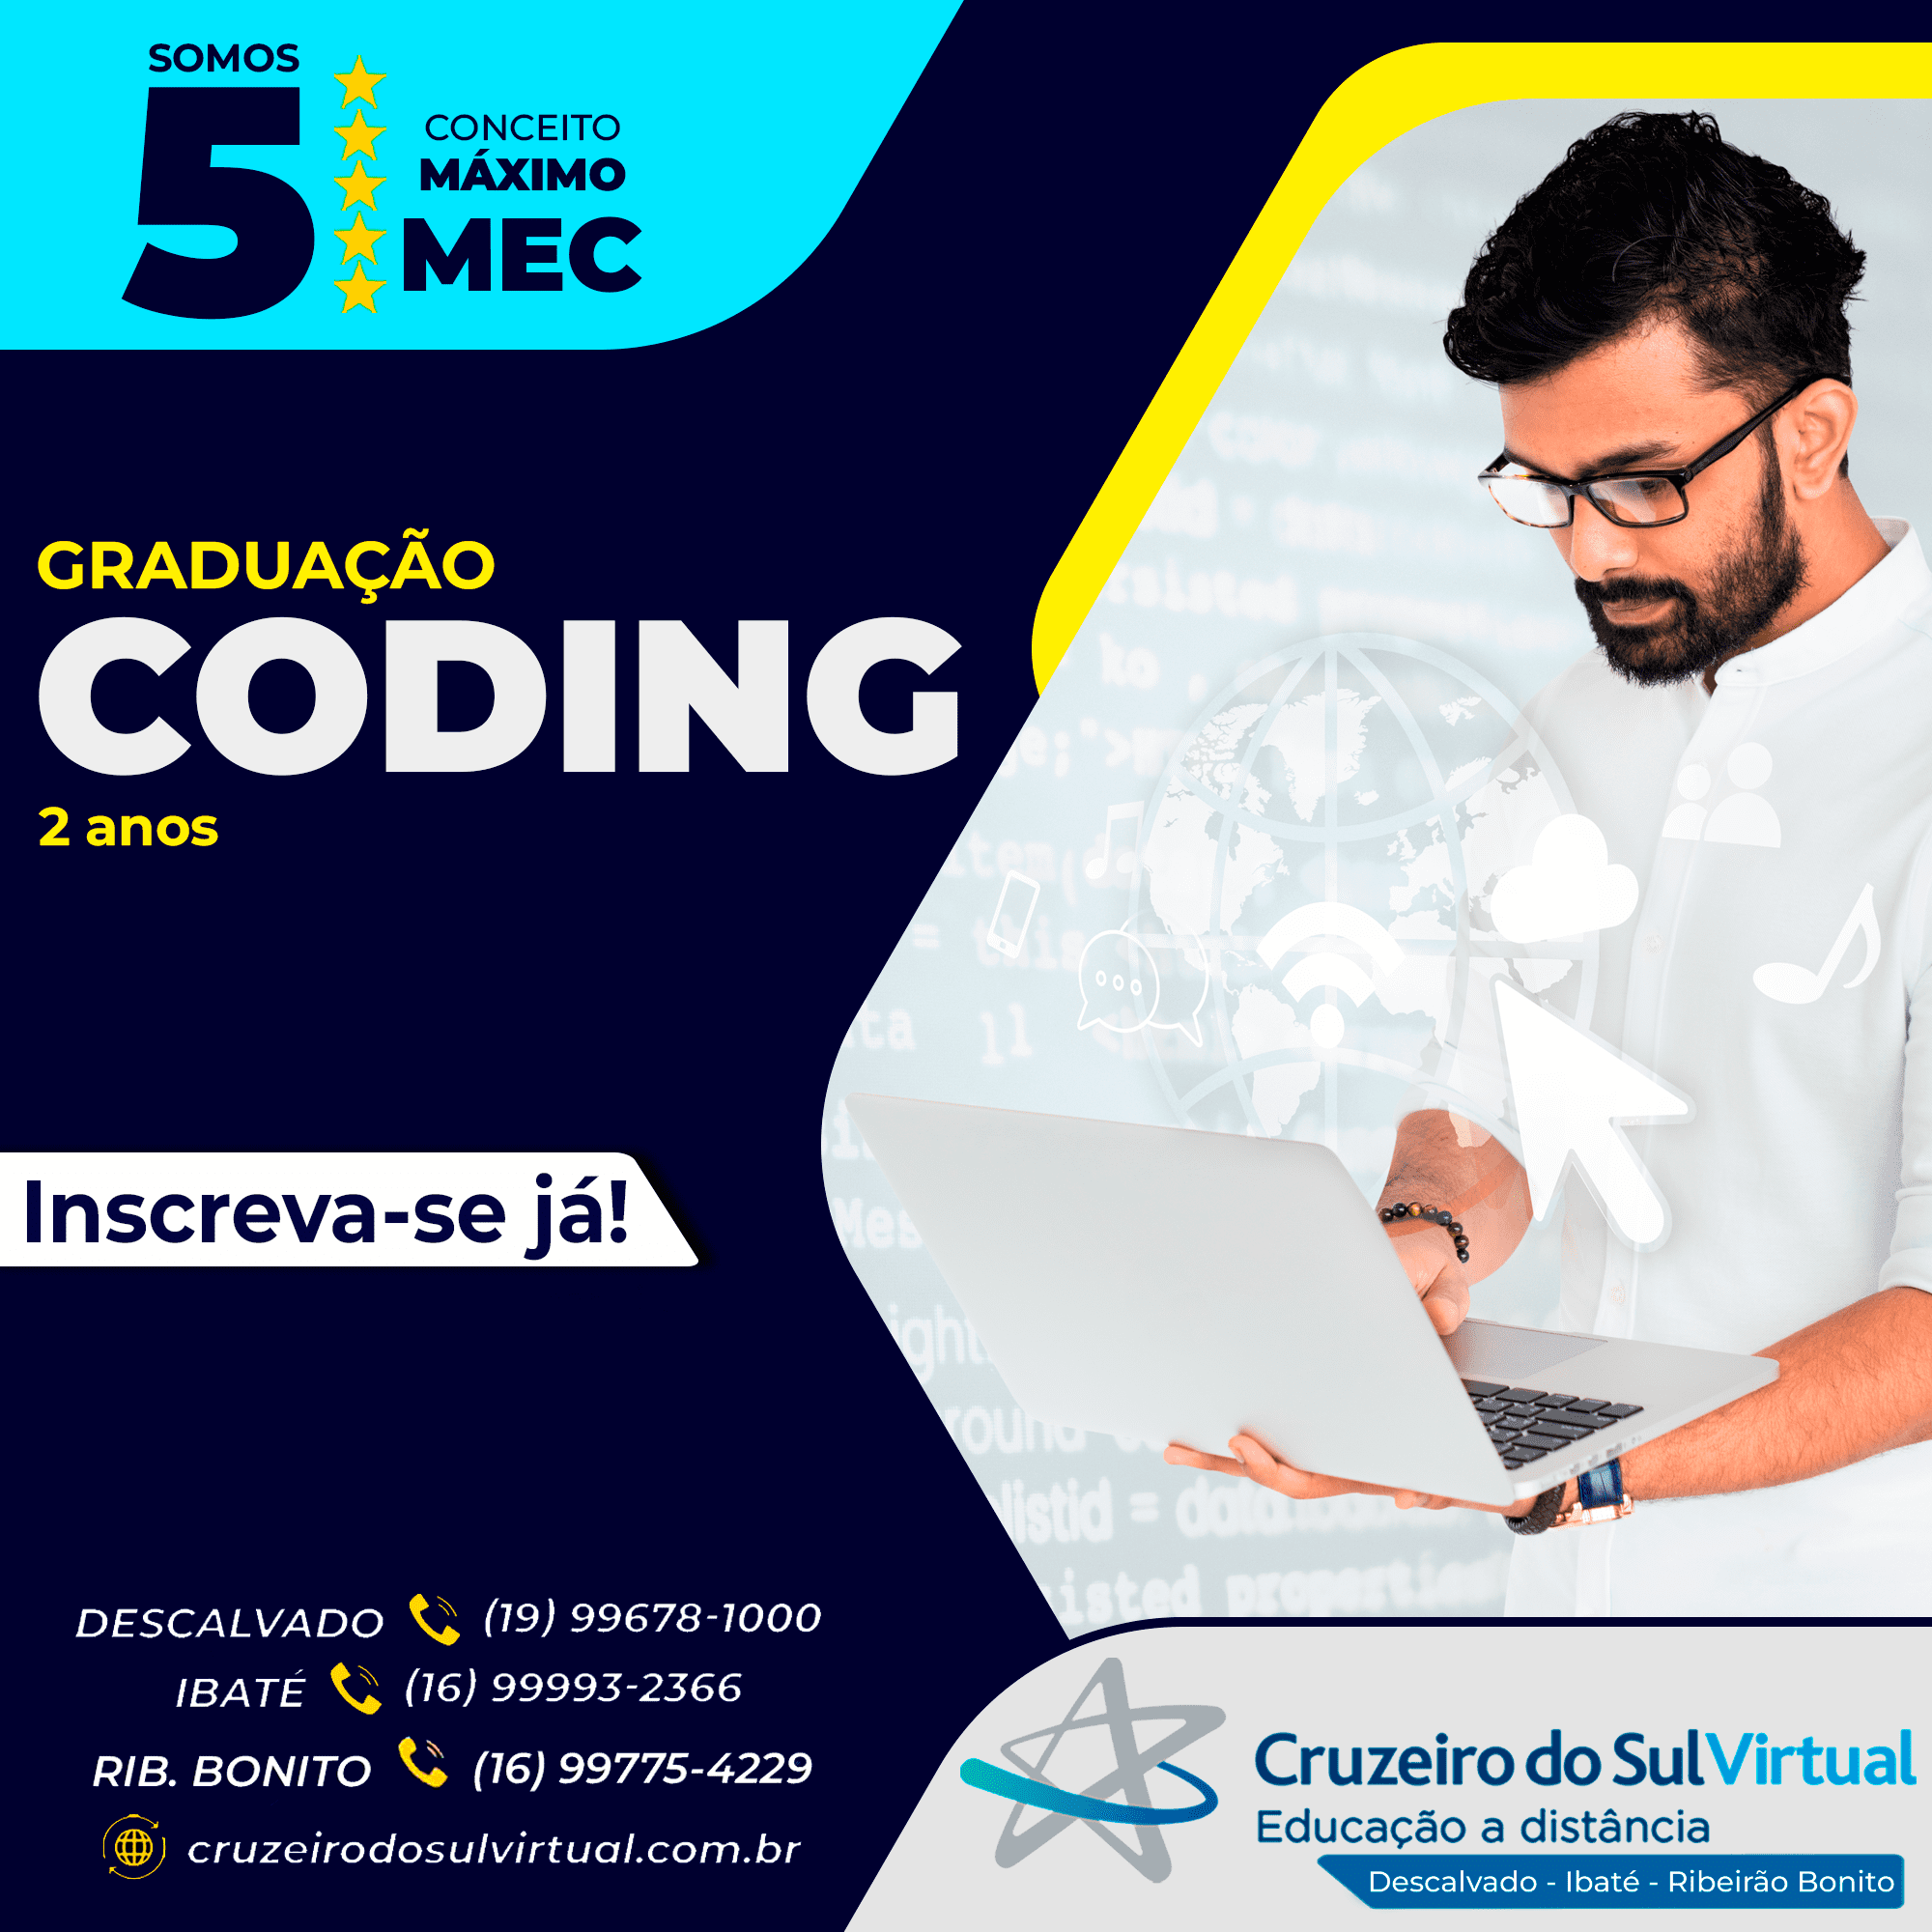 SOMOS
5
CONCEITO
MÁXIMO
MEC
GRADUAÇÃO
CODING
2 anos
Inscreva-se já!
DESCALVADO (19) 99678-1000
IBATÉ (16) 99993-2366
RIB. BONITO (16) 99775-4229
cruzeirodosulvirtual.com.br
Cruzeiro do Sul Virtual
Educação a distância
Descalvado - Ibaté - Ribeirão Bonito